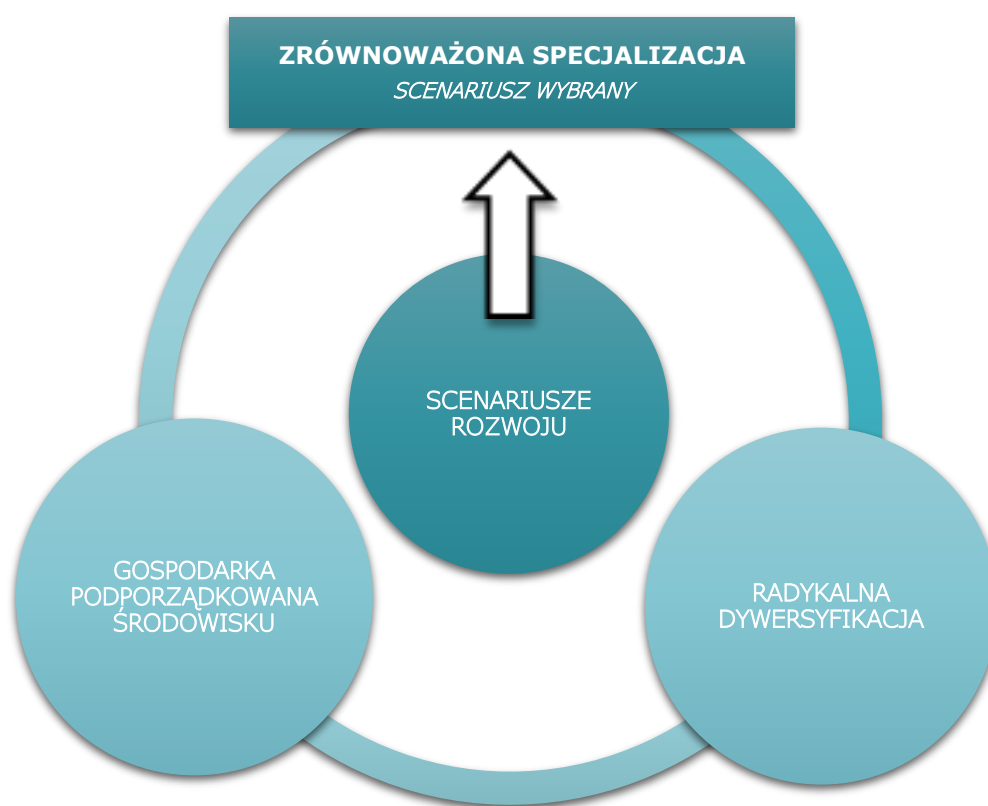 ZRÓWNOWAŻONA SPECJALIZACJA
SCENARIUSZ WYBRANY
SCENARIUSZE
ROZWOJU
GOSPODARKA
PODPORZĄDKOWANA
ŚRODOWISKU
RADYKALNA
DYWERSYFIKACJA